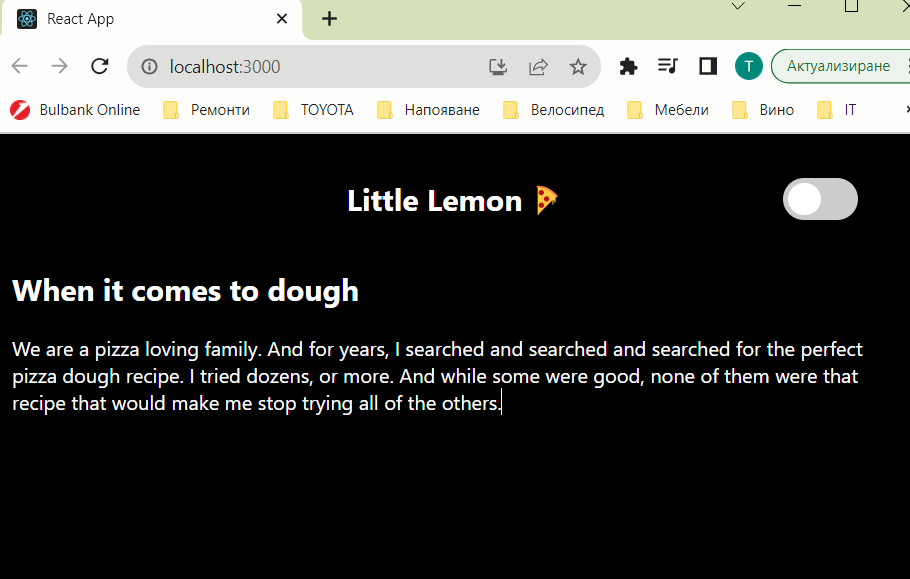 React App
localhost:3000
T
Актуализиране
Bulbank Online
Ремонти
TOYOTA
Напояване
Велосипед
Мебели
Вино
IT
Little Lemon 🍕
When it comes to dough
We are a pizza loving family. And for years, I searched and searched and searched for the perfect
pizza dough recipe. I tried dozens, or more. And while some were good, none of them were that
recipe that would make me stop trying all of the others.